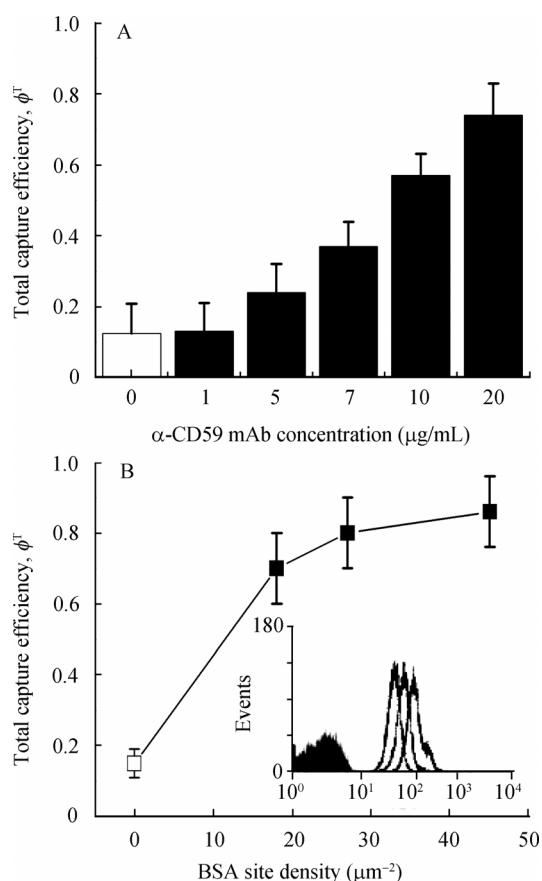 A
Total capture efficiency, ϕᵀ
1.0
0.8
0.6
0.4
0.2
0
0 1 5 7 10 20
α-CD59 mAb concentration (μg/mL)
B
Total capture efficiency, ϕᵀ
1.0
0.8
0.6
0.4
0.2
0
180
Events
0
10⁰ 10¹ 10² 10³ 10⁴
0 10 20 30 40 50
BSA site density (μm⁻²)